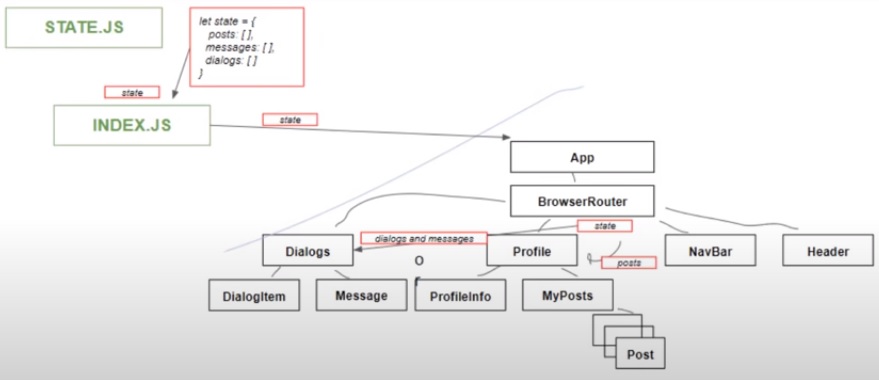 STATE.JS
let state = {
posts: [ ],
messages: [ ],
dialogs: [ ]
}
state
INDEX.JS
state
App
BrowserRouter
state
dialogs and messages
Dialogs
Profile
NavBar
Header
posts
DialogItem
Message
ProfileInfo
MyPosts
Post